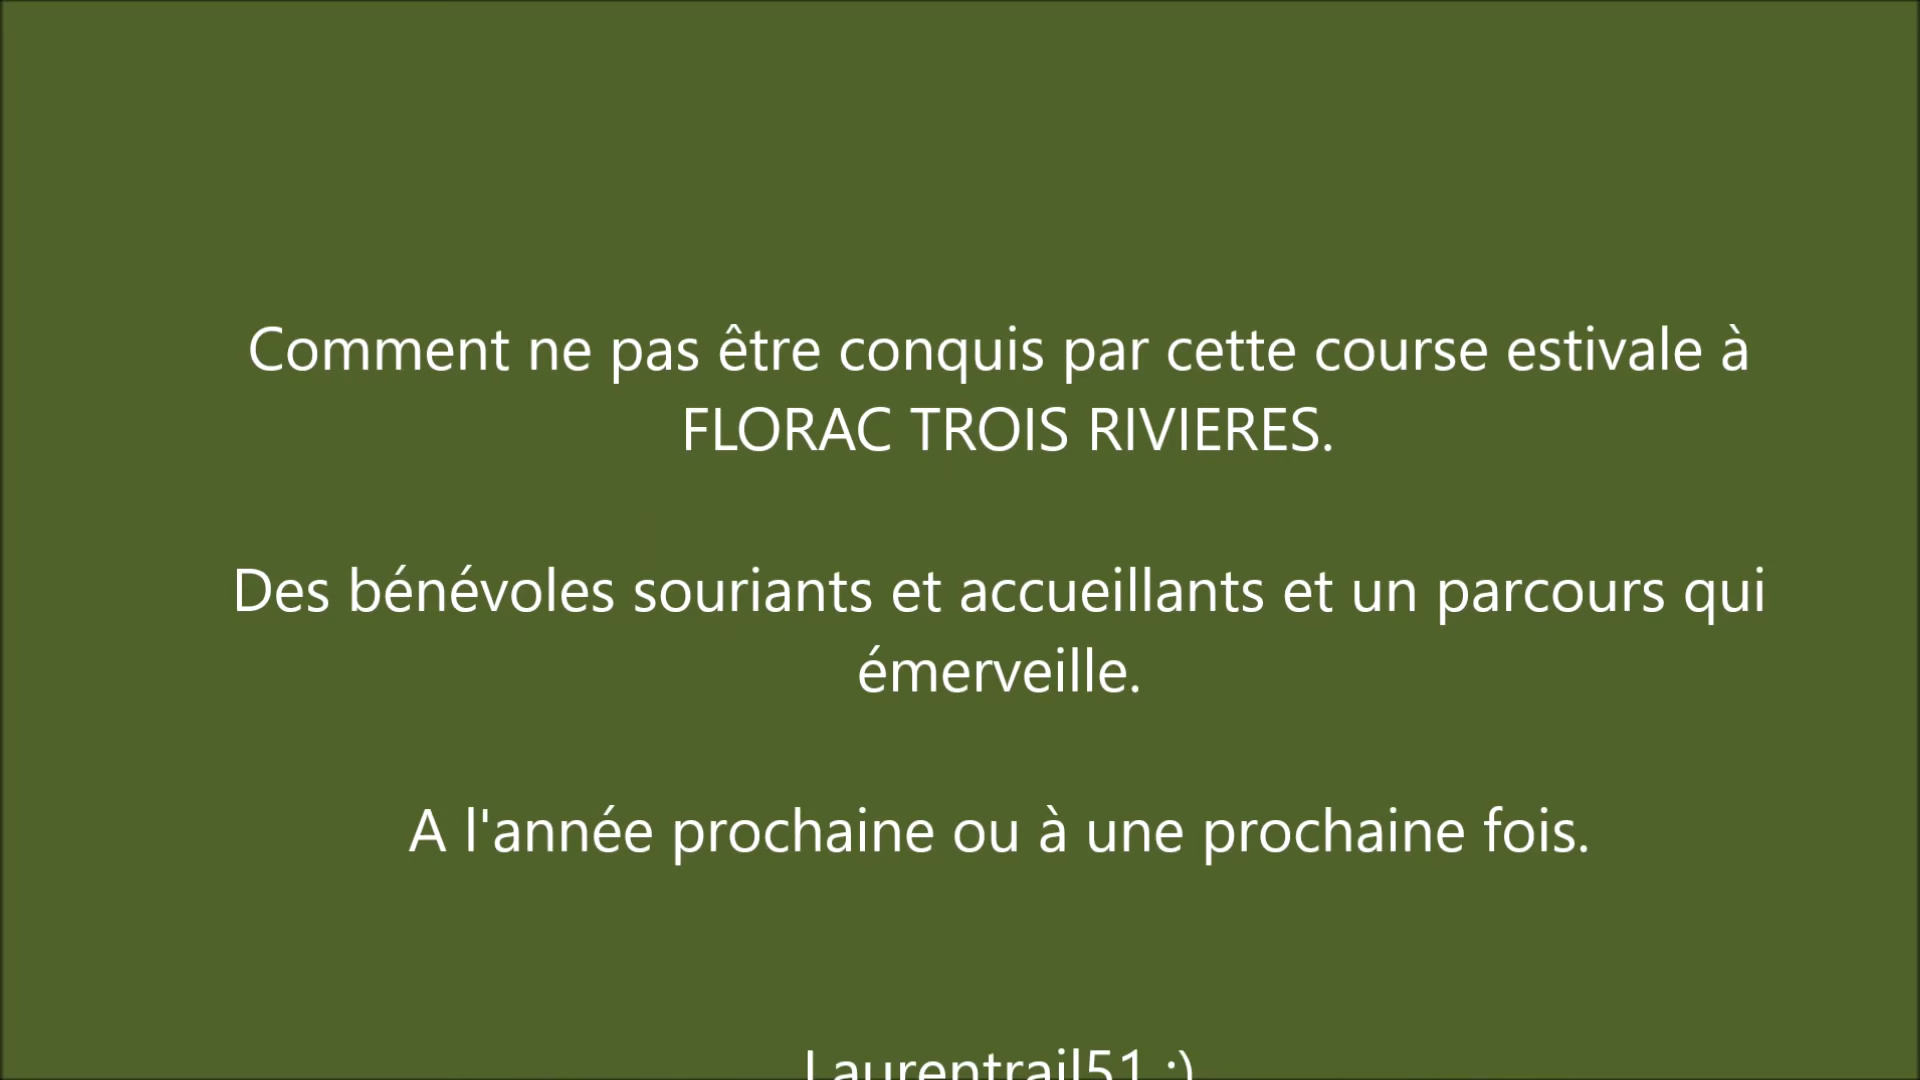 Comment ne pas être conquis par cette course estivale à
FLORAC TROIS RIVIERES.
Des bénévoles souriants et accueillants et un parcours qui
émerveille.
A l'année prochaine ou à une prochaine fois.
Laurentrail51 :)